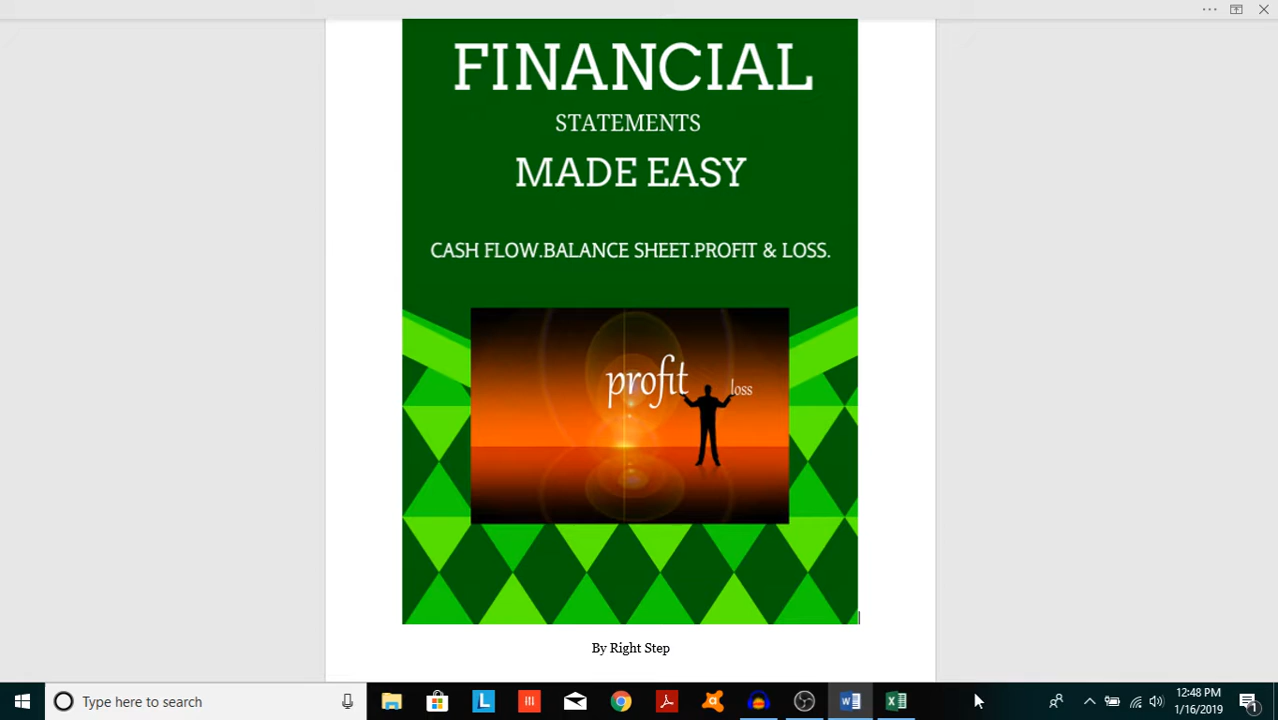 FINANCIAL
STATEMENTS
MADE EASY
CASH FLOW.BALANCE SHEET.PROFIT & LOSS.
profit
loss
By Right Step
Type here to search
12:48 PM
1/16/2019
1